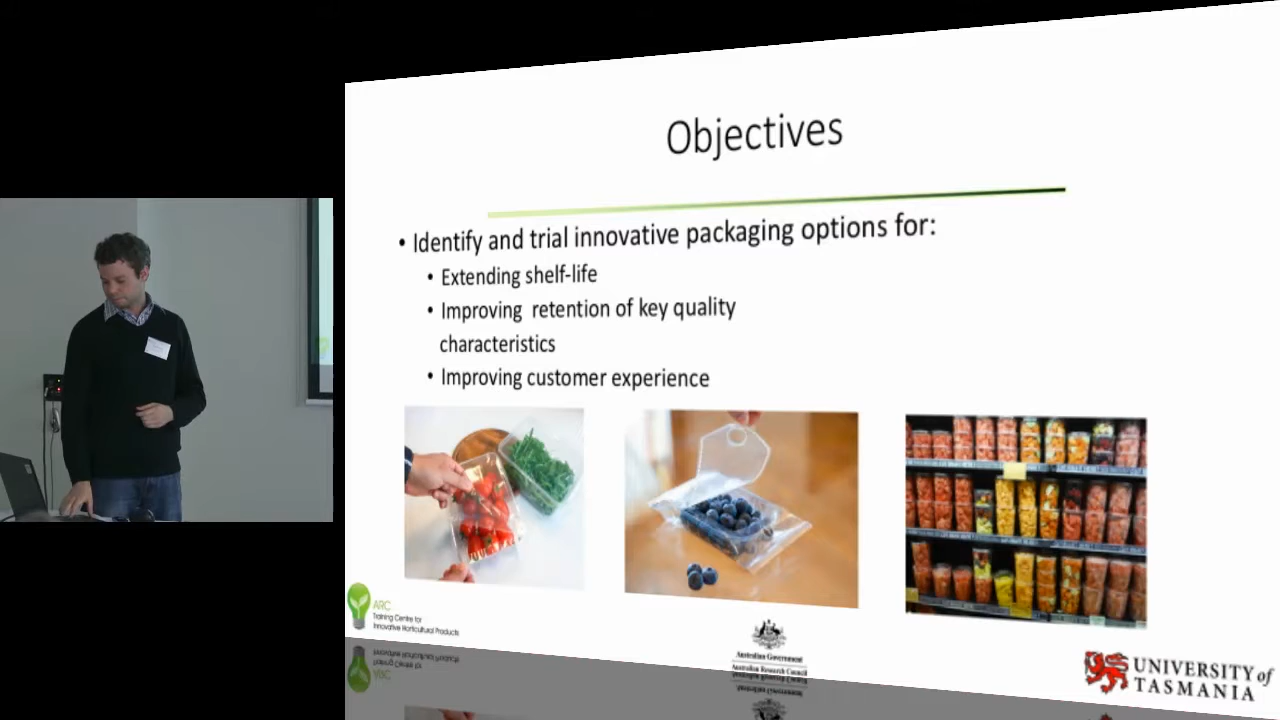 Objectives
• Identify and trial innovative packaging options for:
• Extending shelf-life
• Improving retention of key quality
characteristics
• Improving customer experience
ARC
Training Centre for
Innovative Horticultural Products
Australian Government
Australian Research Council
UNIVERSITY of
TASMANIA